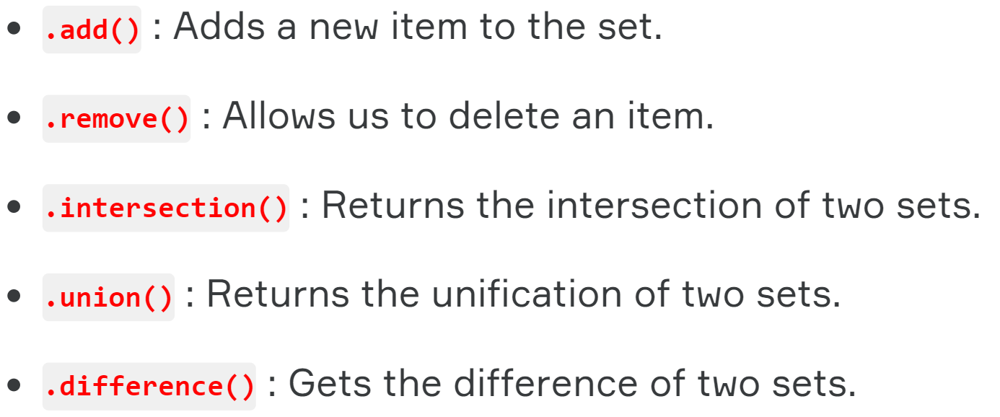 • .add() : Adds a new item to the set.
• .remove() : Allows us to delete an item.
• .intersection() : Returns the intersection of two sets.
• .union() : Returns the unification of two sets.
• .difference() : Gets the difference of two sets.